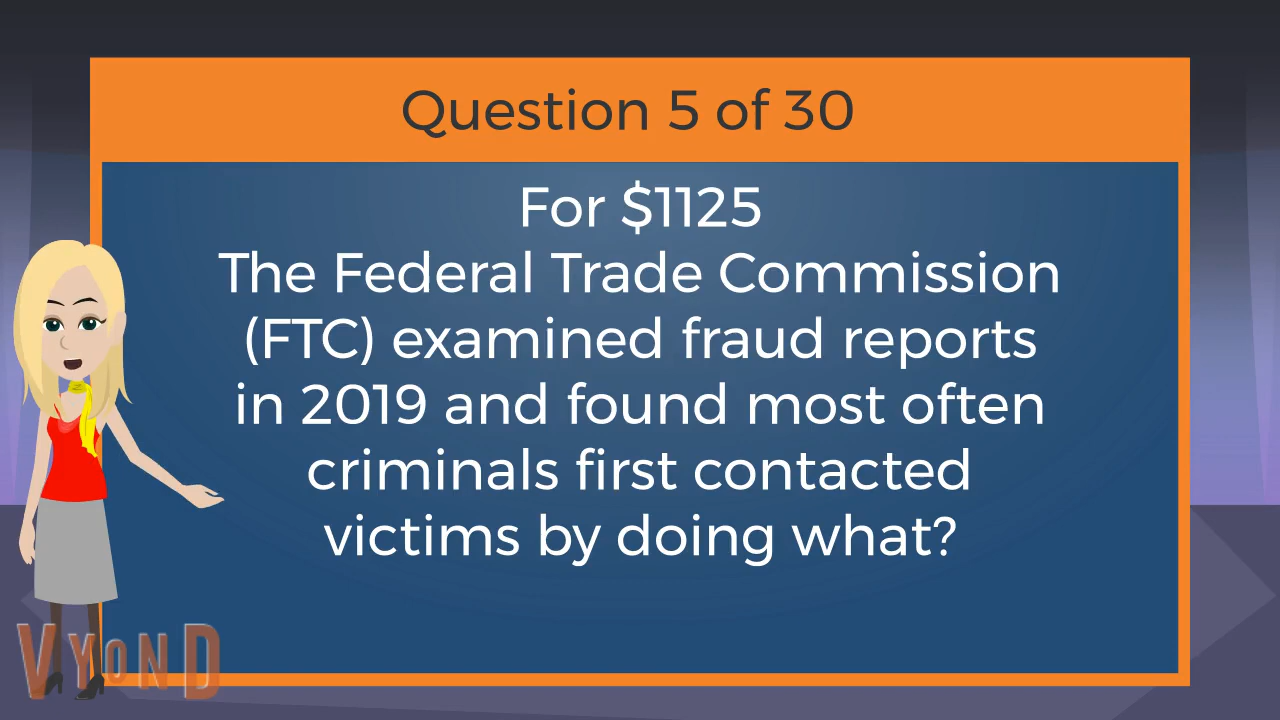 Question 5 of 30
For $1125
The Federal Trade Commission
(FTC) examined fraud reports
in 2019 and found most often
criminals first contacted
victims by doing what?
VYOND